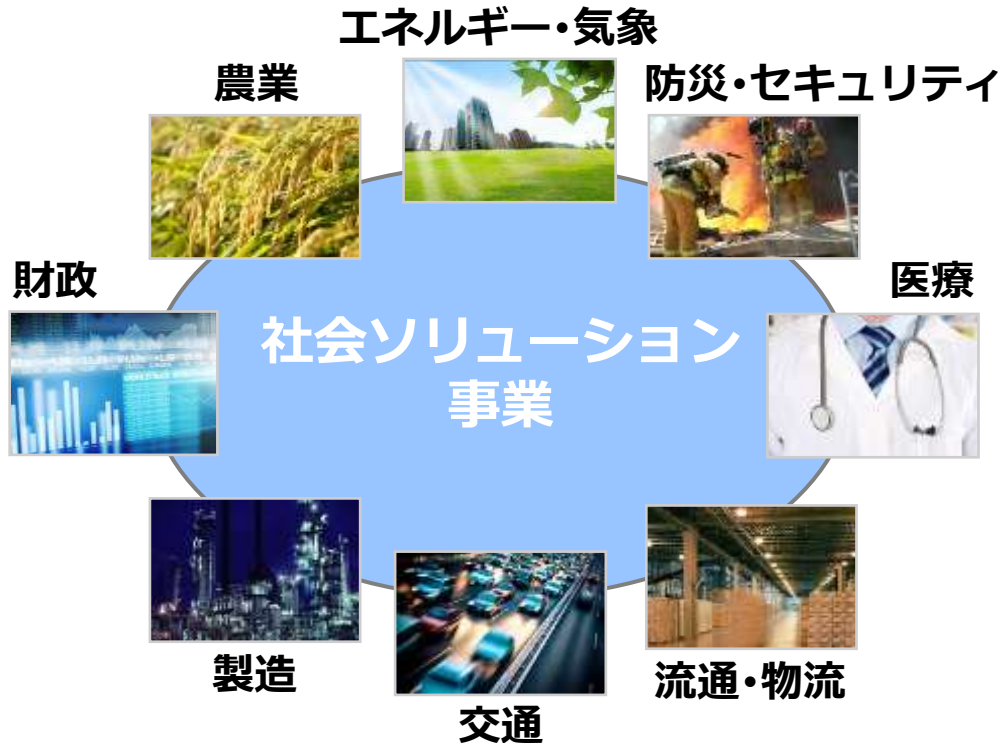 エネルギー・気象
農業
防災・セキュリティ
財政
医療
社会ソリューション
事業
製造
流通・物流
交通